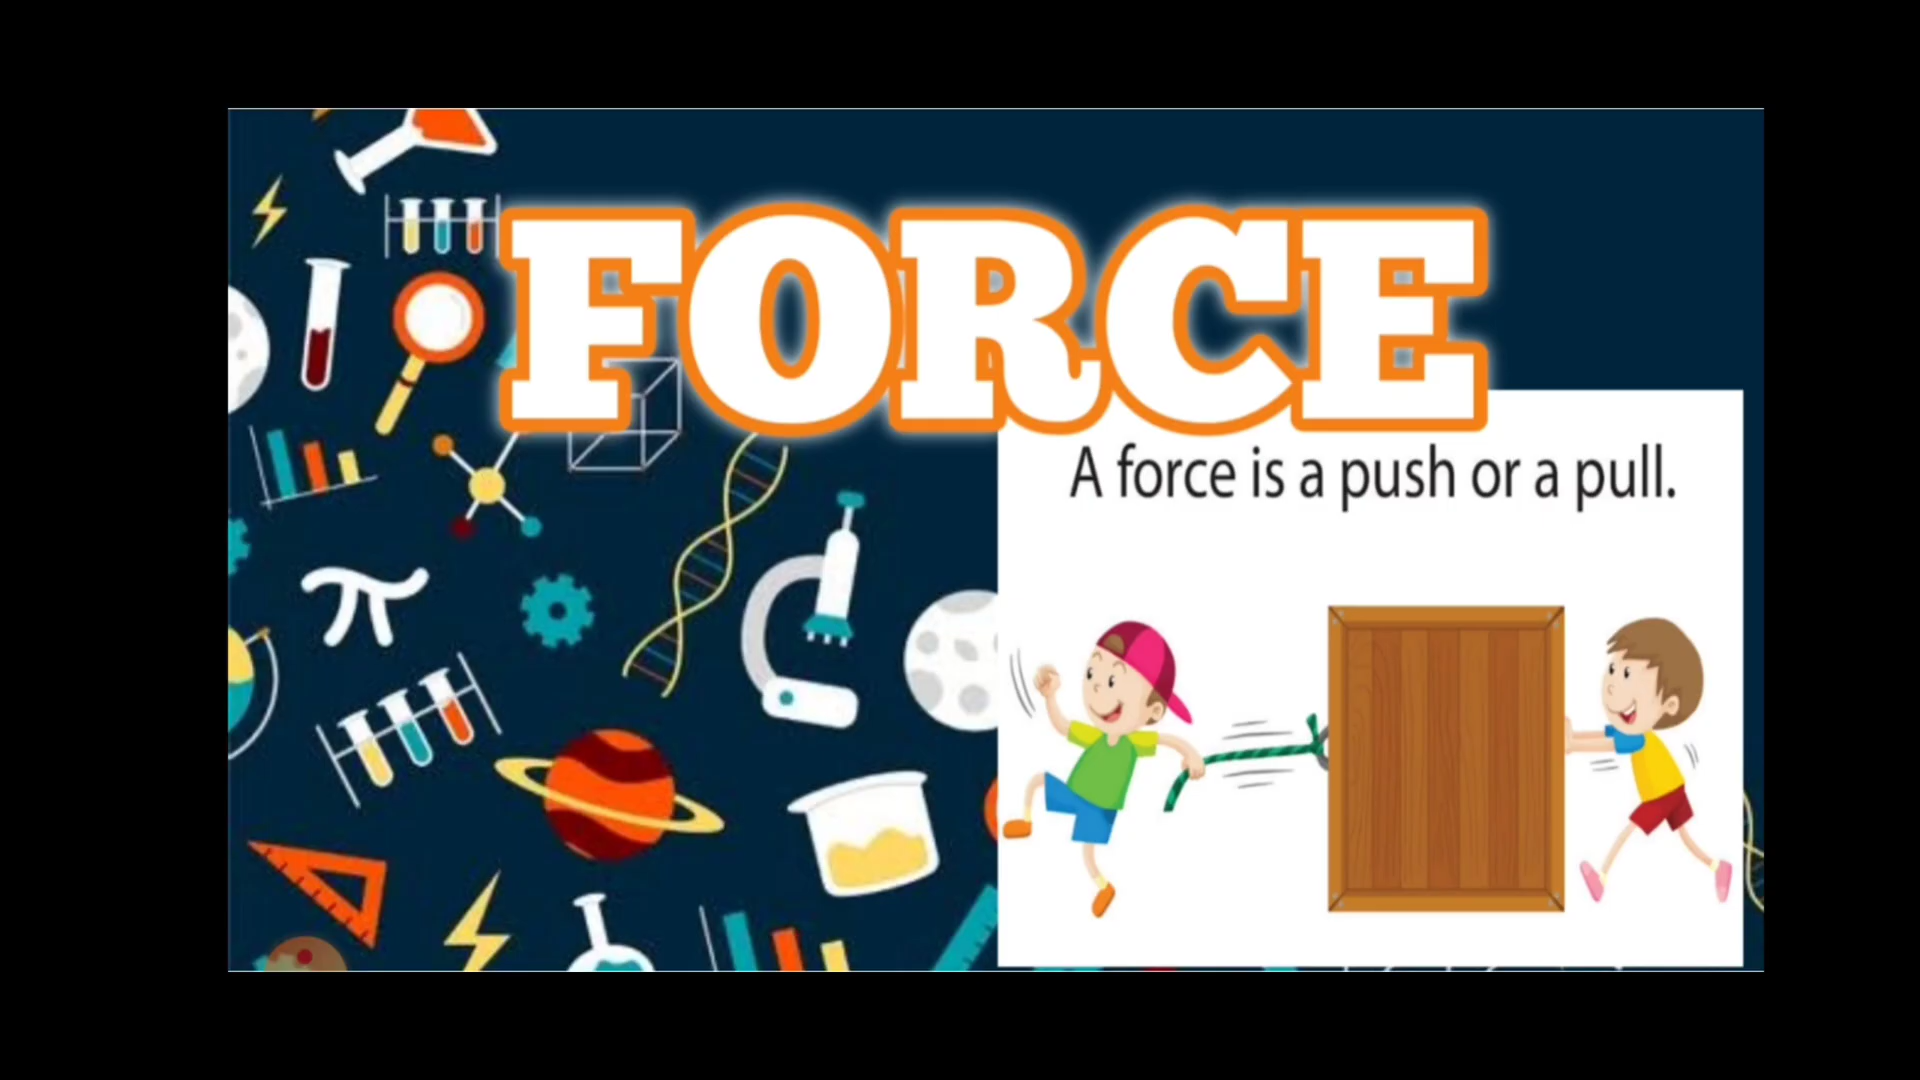 FORCE
A force is a push or a pull.
π